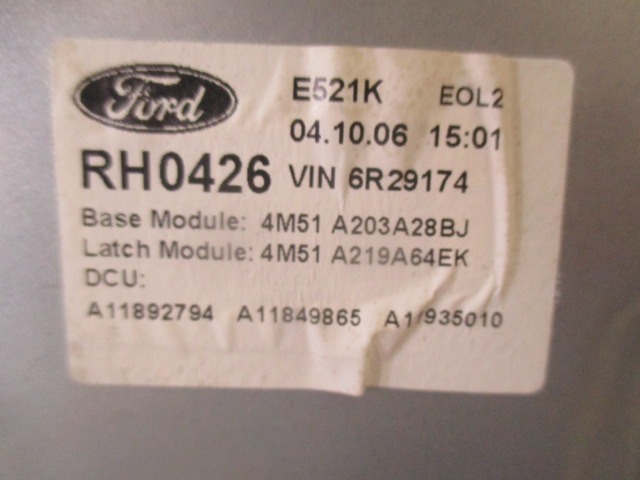 Ford E521K EOL2
04.10.06 15:01
RH0426 VIN 6R29174
Base Module: 4M51 A203A28BJ
Latch Module: 4M51 A219A64EK
DCU:
A11892794 A11849865 A11935010